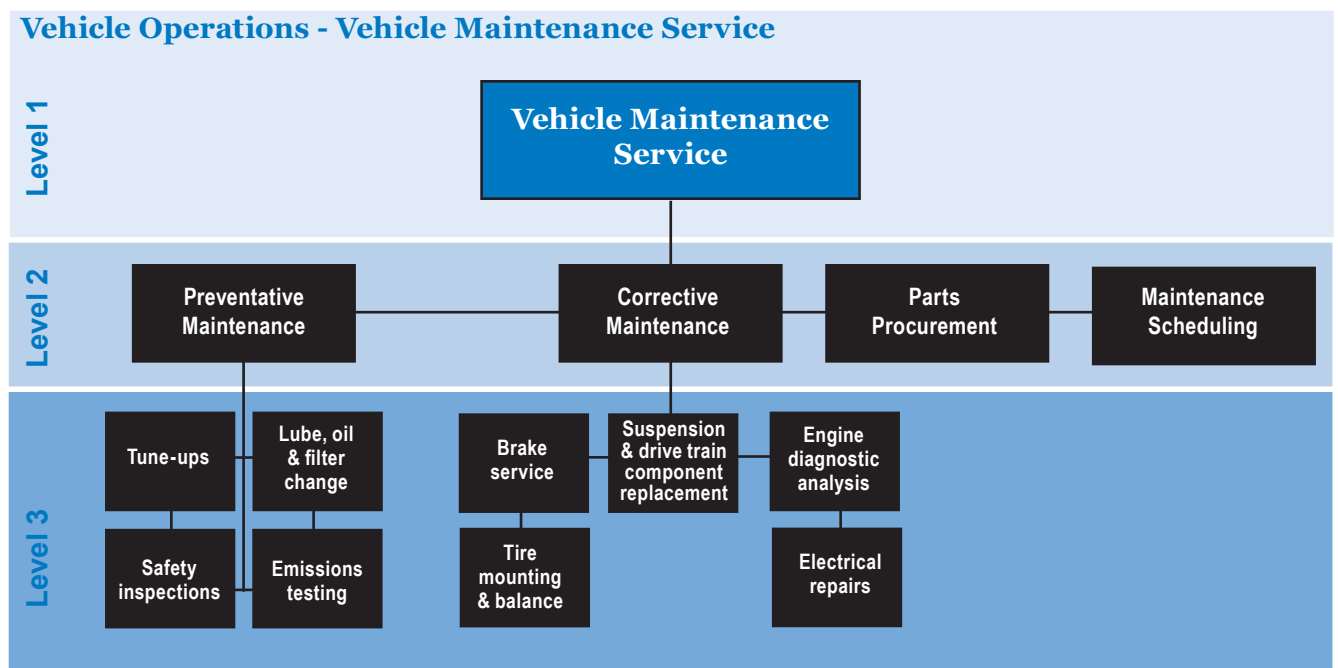 Vehicle Operations - Vehicle Maintenance Service
Level 1
Vehicle Maintenance
Service
Level 2
Preventative
Maintenance
Corrective
Maintenance
Parts
Procurement
Maintenance
Scheduling
Level 3
Tune-ups
Lube, oil
& filter
change
Brake
service
Suspension
& drive train
component
replacement
Engine
diagnostic
analysis
Safety
inspections
Emissions
testing
Tire
mounting
& balance
Electrical
repairs